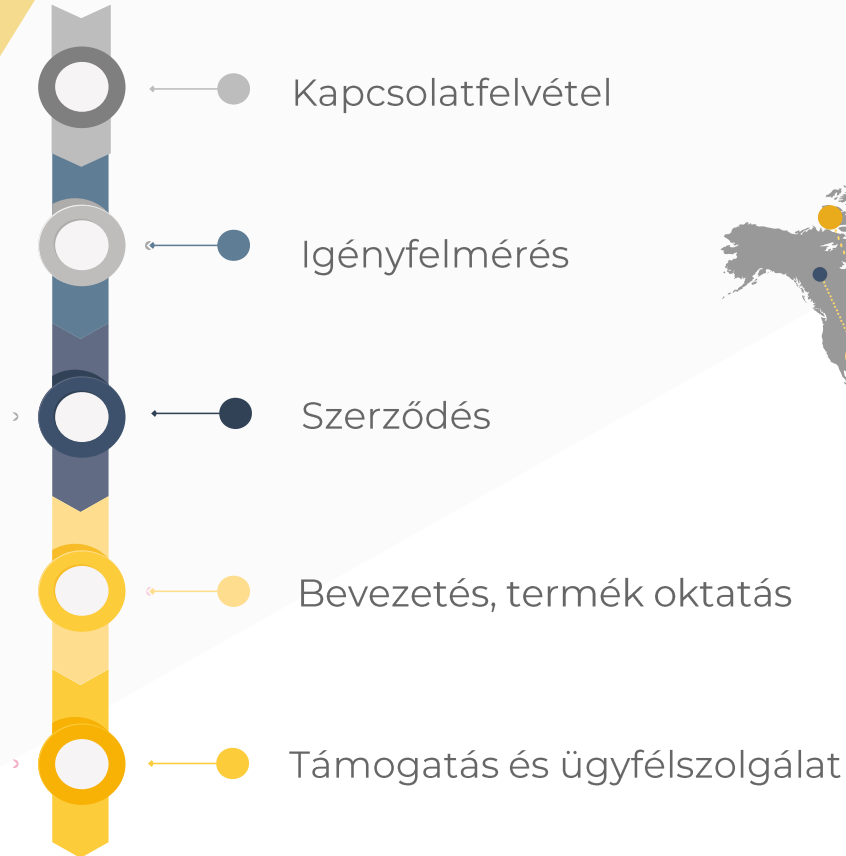 Kapcsolatfelvétel
Igényfelmérés
Szerződés
Bevezetés, termék oktatás
Támogatás és ügyfélszolgálat